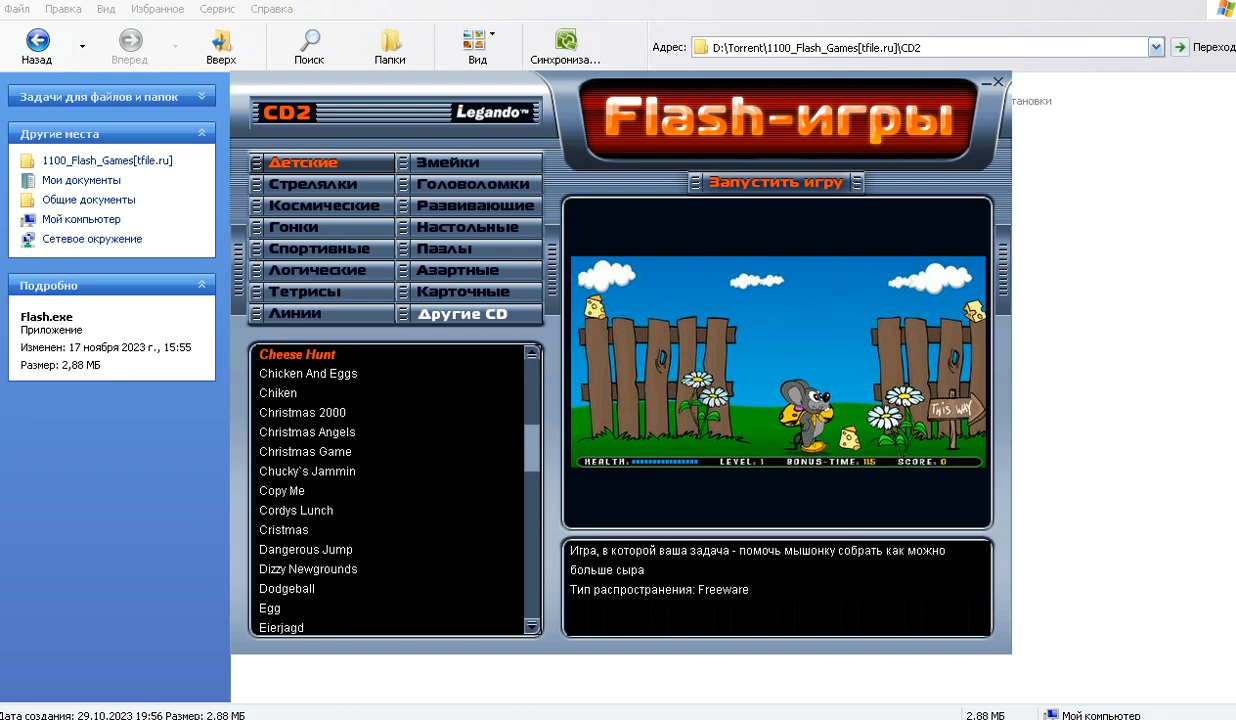 Файл Правка Вид Избранное Сервис Справка
Назад Вперед Вверх Поиск Папки Вид Синхрониза... Адрес: D:\Torrent\1100_Flash_Games[tfile.ru]\CD2 Переход
Задачи для файлов и папок
Другие места
1100_Flash_Games[tfile.ru]
Мои документы
Общие документы
Мой компьютер
Сетевое окружение
Подробно
Flash.exe
Приложение
Изменен: 17 ноября 2023 г., 15:55
Размер: 2,88 МБ
тановки
CD2 Legando™
Flash-игры
Детские Змейки
Стрелялки Головоломки
Космические Развивающие
Гонки Настольные
Спортивные Пазлы
Логические Азартные
Тетрисы Карточные
Линии Другие CD
Запустить игру
Cheese Hunt
Chicken And Eggs
Chiken
Christmas 2000
Christmas Angels
Christmas Game
Chucky`s Jammin
Copy Me
Cordys Lunch
Cristmas
Dangerous Jump
Dizzy Newgrounds
Dodgeball
Egg
Eierjagd
THIS WAY
HEALTH: LEVEL: 1 BONUS-TIME: 115 SCORE: 0
Игра, в которой ваша задача - помочь мышонку собрать как можно
больше сыра
Тип распространения: Freeware
Дата создания: 29.10.2023 19:56 Размер: 2,88 МБ 2,88 МБ Мой компьютер